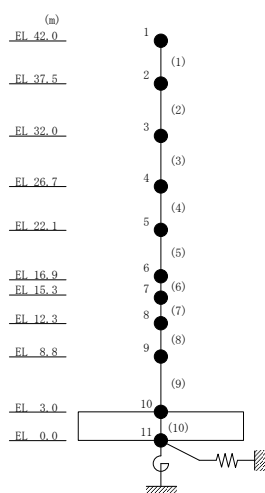 (m)
EL 42.0 1
(1)
EL 37.5 2
(2)
EL 32.0 3
(3)
EL 26.7 4
(4)
EL 22.1 5
(5)
EL 16.9 6
(6)
EL 15.3 7
(7)
EL 12.3 8
(8)
EL 8.8 9
(9)
EL 3.0 10
(10)
EL 0.0 11